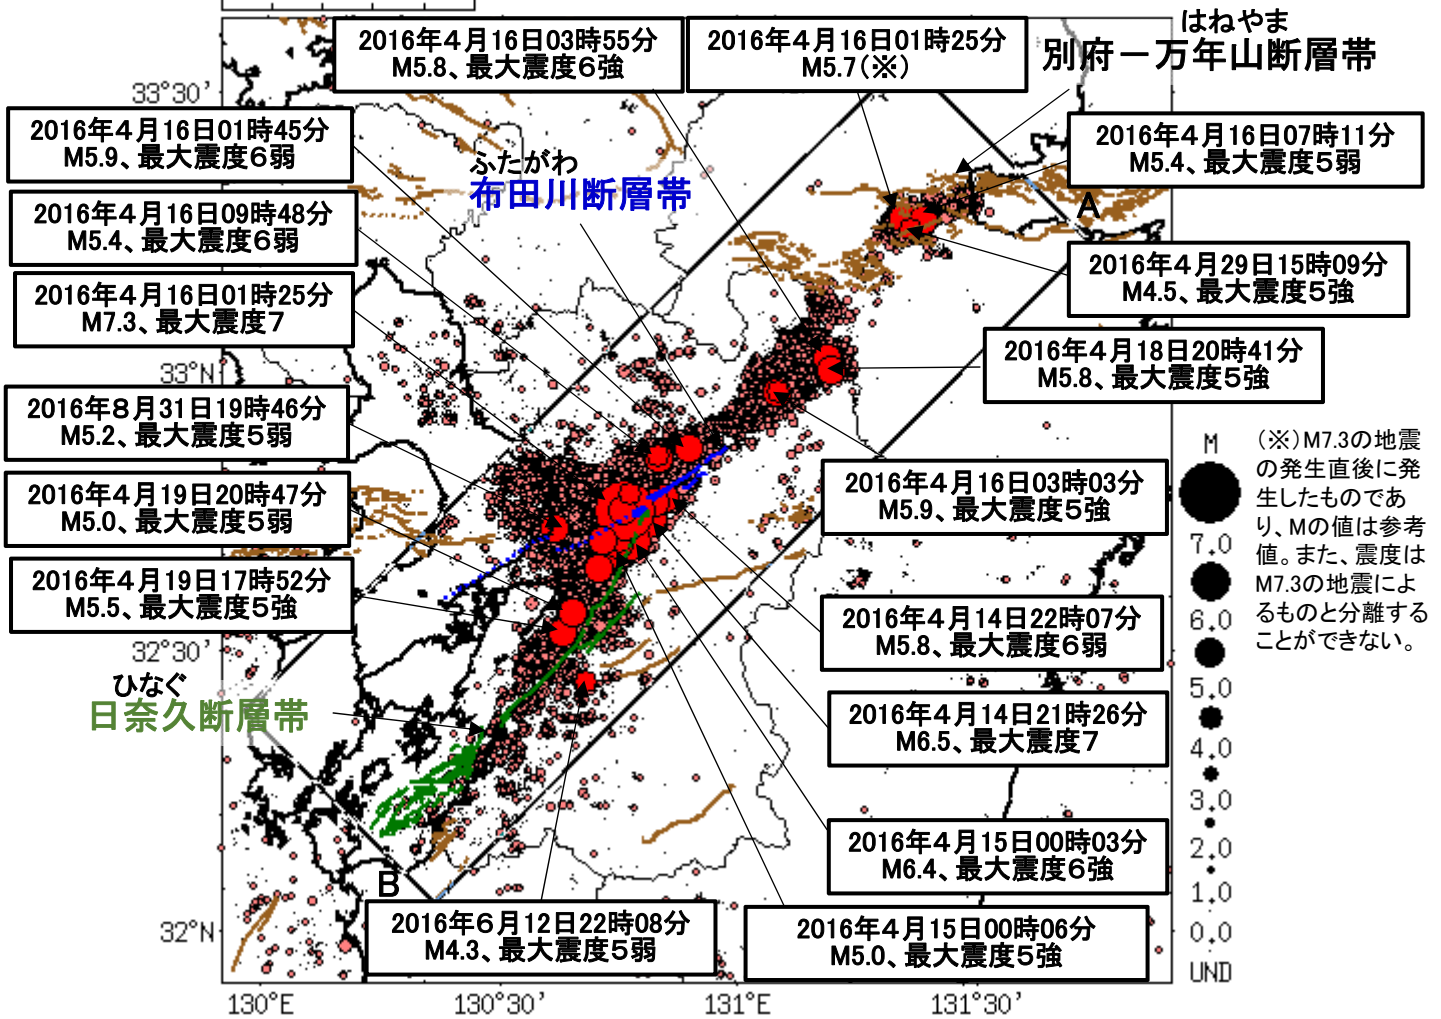 2016年4月16日03時55分
M5.8、最大震度6強
2016年4月16日01時25分
M5.7(※)
はねやま
別府－万年山断層帯
33°30'
2016年4月16日01時45分
M5.9、最大震度6弱
2016年4月16日07時11分
M5.4、最大震度5弱
ふたがわ
布田川断層帯
A
2016年4月16日09時48分
M5.4、最大震度6弱
2016年4月29日15時09分
M4.5、最大震度5強
2016年4月16日01時25分
M7.3、最大震度7
2016年4月18日20時41分
M5.8、最大震度5強
33°N
2016年8月31日19時46分
M5.2、最大震度5弱
2016年4月16日03時03分
M5.9、最大震度5強
2016年4月19日20時47分
M5.0、最大震度5弱
2016年4月19日17時52分
M5.5、最大震度5強
2016年4月14日22時07分
M5.8、最大震度6弱
32°30'
ひなぐ
日奈久断層帯
2016年4月14日21時26分
M6.5、最大震度7
2016年4月15日00時03分
M6.4、最大震度6強
B
2016年6月12日22時08分
M4.3、最大震度5弱
2016年4月15日00時06分
M5.0、最大震度5強
32°N
130°E
130°30'
131°E
131°30'
M
7.0
6.0
5.0
4.0
3.0
2.0
1.0
0.0
UND
(※)M7.3の地震
の発生直後に発
生したものであ
り、Mの値は参考
値。また、震度は
M7.3の地震によ
るものと分離する
ことができない。